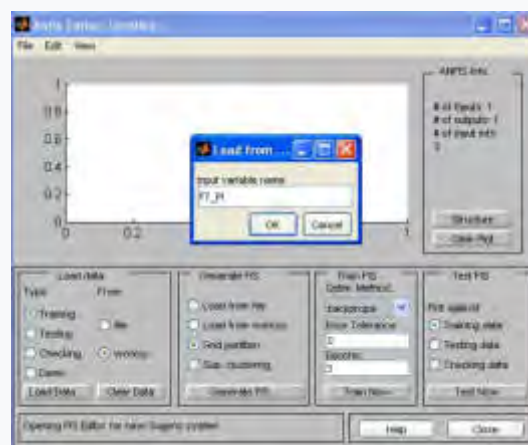 Anfis Editor: Untitled
File Edit View
1
0.8
0.6
0.4
0.2
0
0 0.2 1
ANFIS Info.
# of inputs: 1
# of outputs: 1
# of input mfs:
3
Structure
Clear Plot
Load from ...
Input variable name
OK Cancel
Load data
Type: From:
Training
Testing
Checking
Demo
file
worksp.
Load Data... Clear Data
Generate FIS
Load from file
Load from worksp.
Grid partition
Sub. clustering
Generate FIS ...
Train FIS
Optim. Method:
backpropa
Error Tolerance:
0
Epochs:
3
Train Now
Test FIS
Plot against:
Training data
Testing data
Checking data
Test Now
Opening FIS Editor for new Sugeno system
Help Close